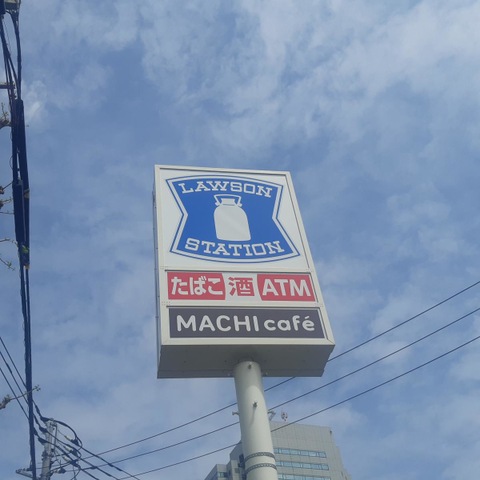 LAWSON
STATION
たばこ 酒 ATM
MACHI café